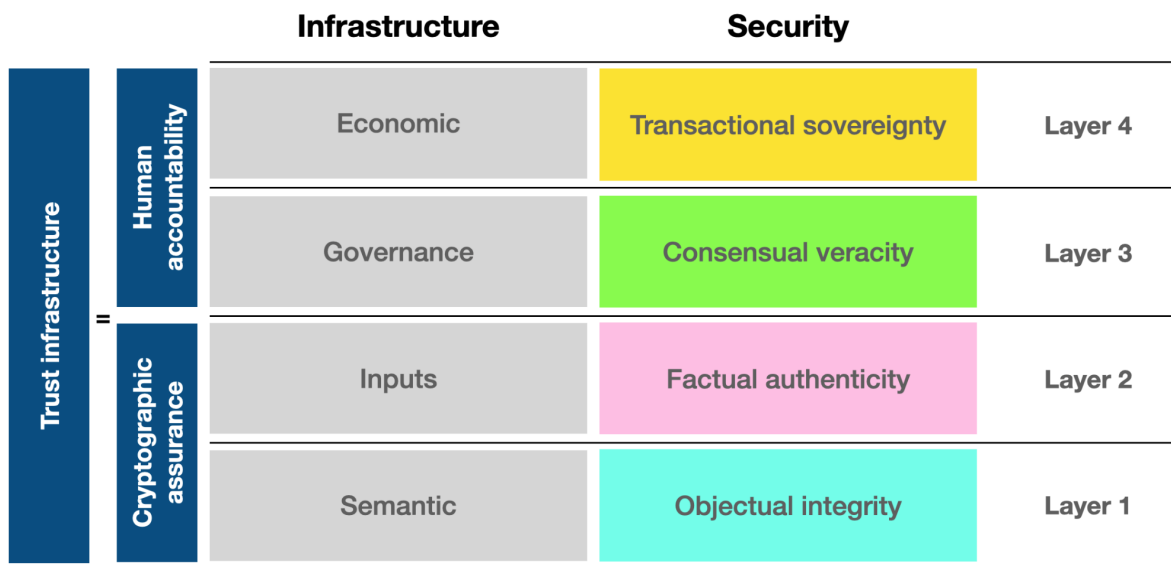 Infrastructure Security
Trust infrastructure
=
Human
accountability
Economic Transactional sovereignty Layer 4
Governance Consensual veracity Layer 3
Cryptographic
assurance
Inputs Factual authenticity Layer 2
Semantic Objectual integrity Layer 1